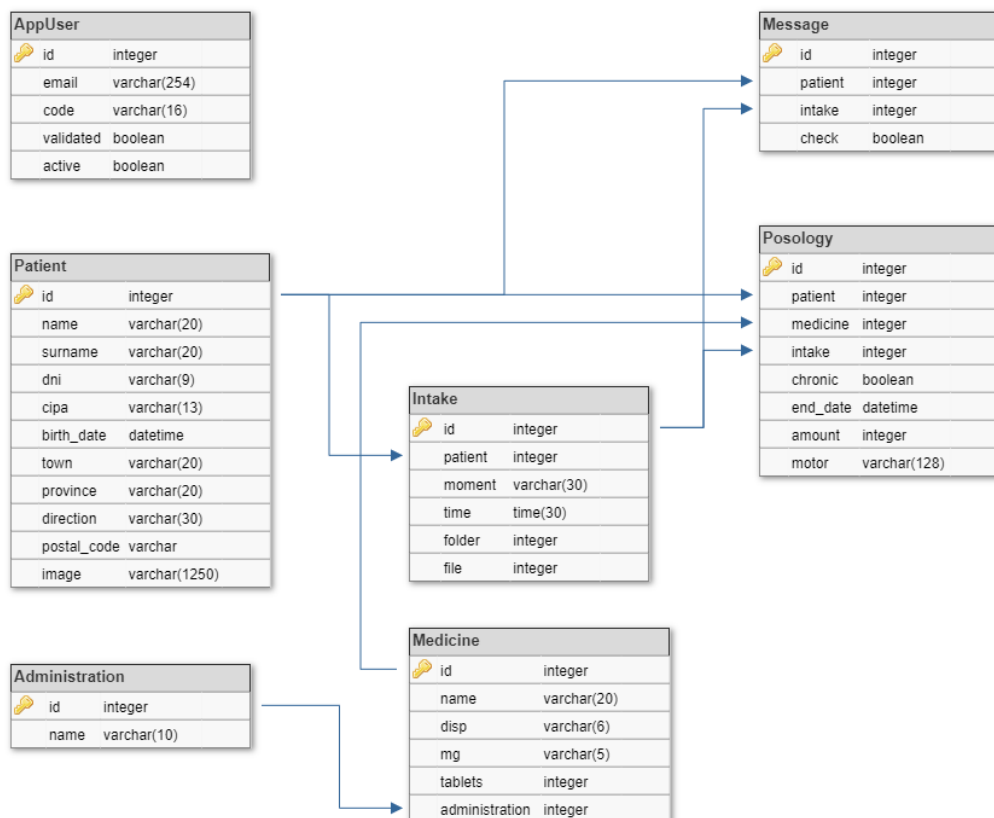 AppUser
id integer
email varchar(254)
code varchar(16)
validated boolean
active boolean
Message
id integer
patient integer
intake integer
check boolean
Patient
id integer
name varchar(20)
surname varchar(20)
dni varchar(9)
cipa varchar(13)
birth_date datetime
town varchar(20)
province varchar(20)
direction varchar(30)
postal_code varchar
image varchar(1250)
Posology
id integer
patient integer
medicine integer
intake integer
chronic boolean
end_date datetime
amount integer
motor varchar(128)
Intake
id integer
patient integer
moment varchar(30)
time time(30)
folder integer
file integer
Administration
id integer
name varchar(10)
Medicine
id integer
name varchar(20)
disp varchar(6)
mg varchar(5)
tablets integer
administration integer